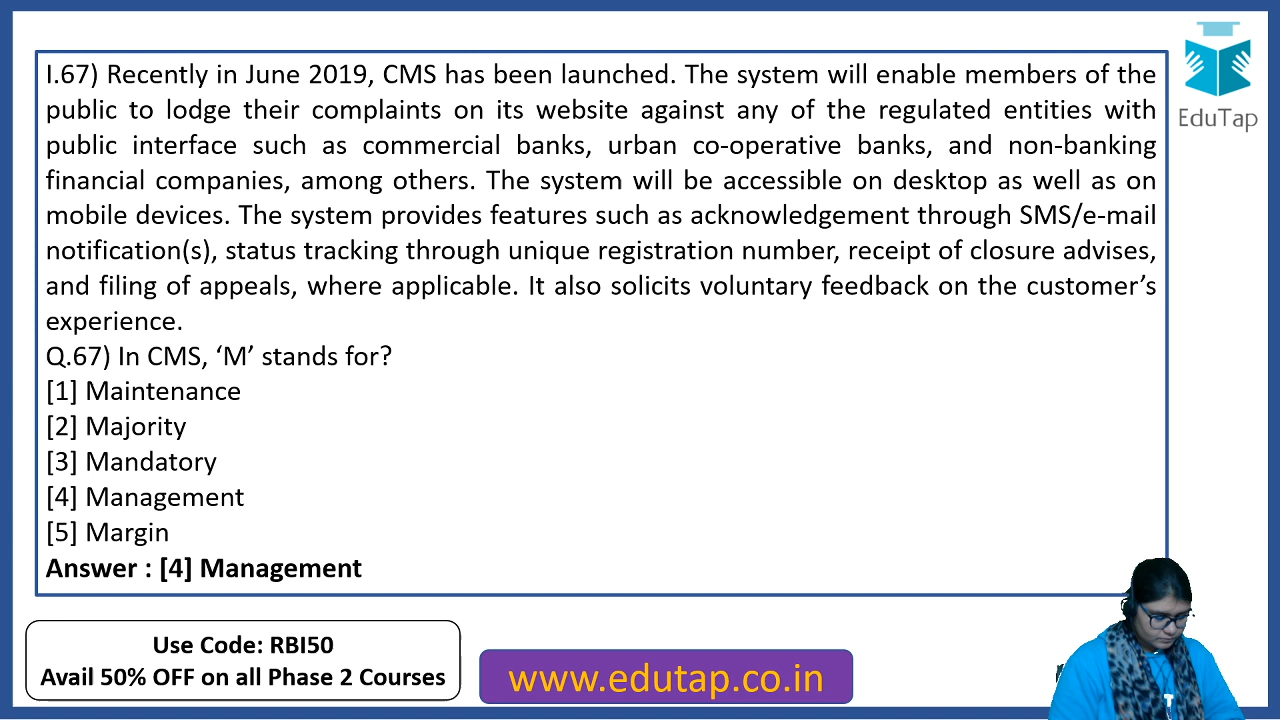 I.67) Recently in June 2019, CMS has been launched. The system will enable members of the
public to lodge their complaints on its website against any of the regulated entities with
public interface such as commercial banks, urban co-operative banks, and non-banking
financial companies, among others. The system will be accessible on desktop as well as on
mobile devices. The system provides features such as acknowledgement through SMS/e-mail
notification(s), status tracking through unique registration number, receipt of closure advises,
and filing of appeals, where applicable. It also solicits voluntary feedback on the customer’s
experience.
Q.67) In CMS, ‘M’ stands for?
[1] Maintenance
[2] Majority
[3] Mandatory
[4] Management
[5] Margin
Answer : [4] Management
EduTap
Use Code: RBI50
Avail 50% OFF on all Phase 2 Courses
www.edutap.co.in